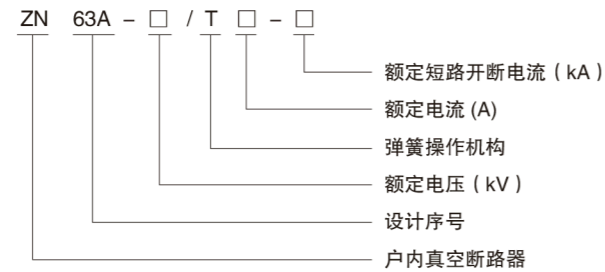 ZN 63A - □ / T □ - □
额定短路开断电流（kA）
额定电流 (A)
弹簧操作机构
额定电压（kV）
设计序号
户内真空断路器